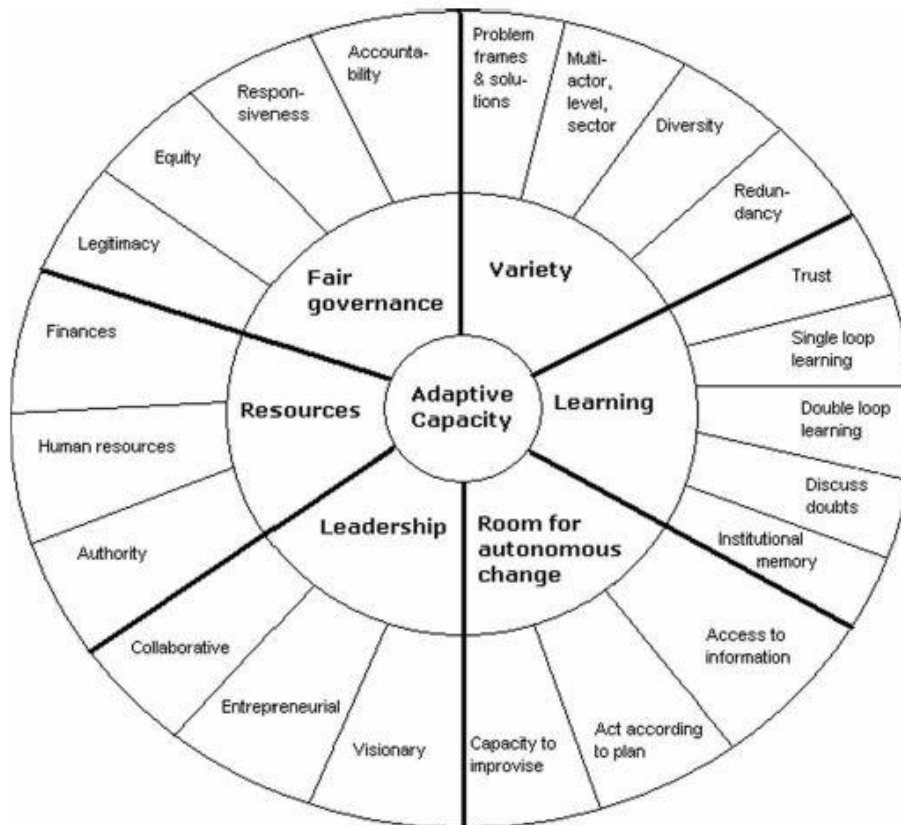 Adaptive
Capacity
Variety
Problem
frames
& solu-
tions
Multi-
actor,
level,
sector
Diversity
Redun-
dancy
Learning
Trust
Single loop
learning
Double loop
learning
Discuss
doubts
Institutional
memory
Room for
autonomous
change
Access to
information
Act according
to plan
Capacity to
improvise
Leadership
Visionary
Entrepreneurial
Collaborative
Resources
Authority
Human resources
Finances
Fair
governance
Legitimacy
Equity
Respon-
siveness
Accounta-
bility